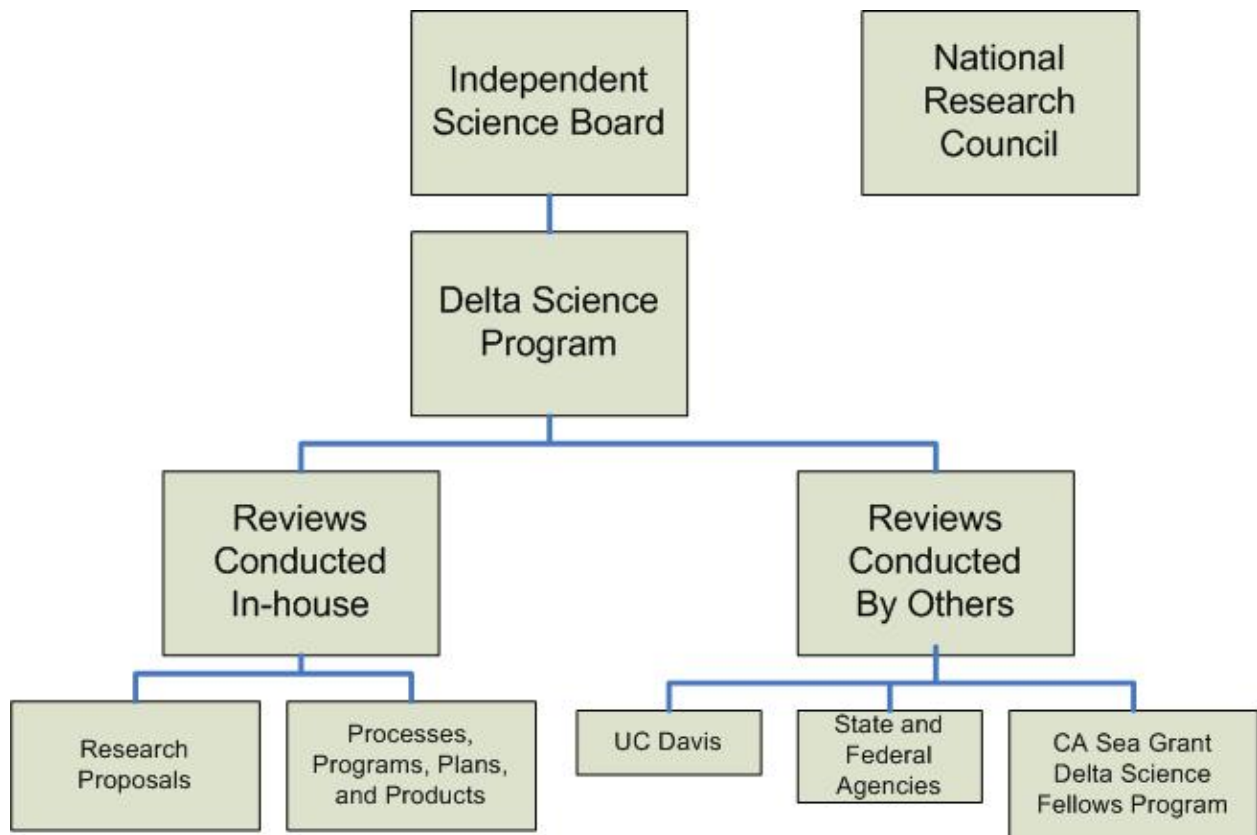 Independent
Science Board
National
Research
Council
Delta Science
Program
Reviews
Conducted
In-house
Reviews
Conducted
By Others
Research
Proposals
Processes,
Programs, Plans,
and Products
UC Davis
State and
Federal
Agencies
CA Sea Grant
Delta Science
Fellows Program